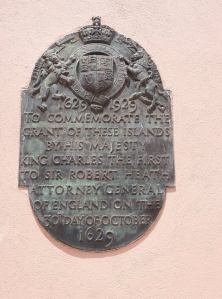 1629 1929
TO COMMEMORATE THE
GRANT OF THESE ISLANDS
BY HIS MAJESTY
KING CHARLES THE FIRST
TO SIR ROBERT HEATH
ATTORNEY GENERAL
OF ENGLAND ON THE
30 DAY OF OCTOBER
1629